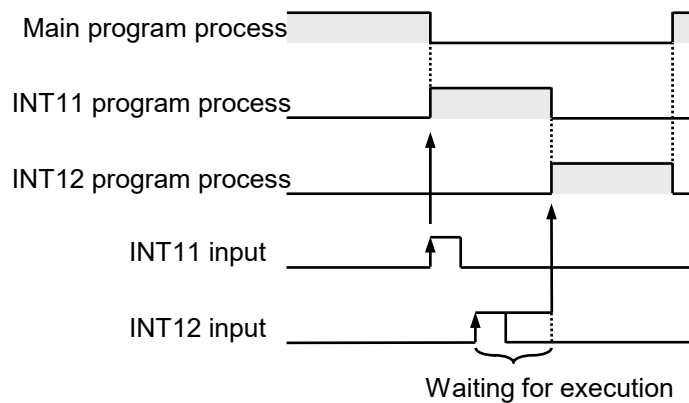 Main program process
INT11 program process
INT12 program process
INT11 input
INT12 input
Waiting for execution